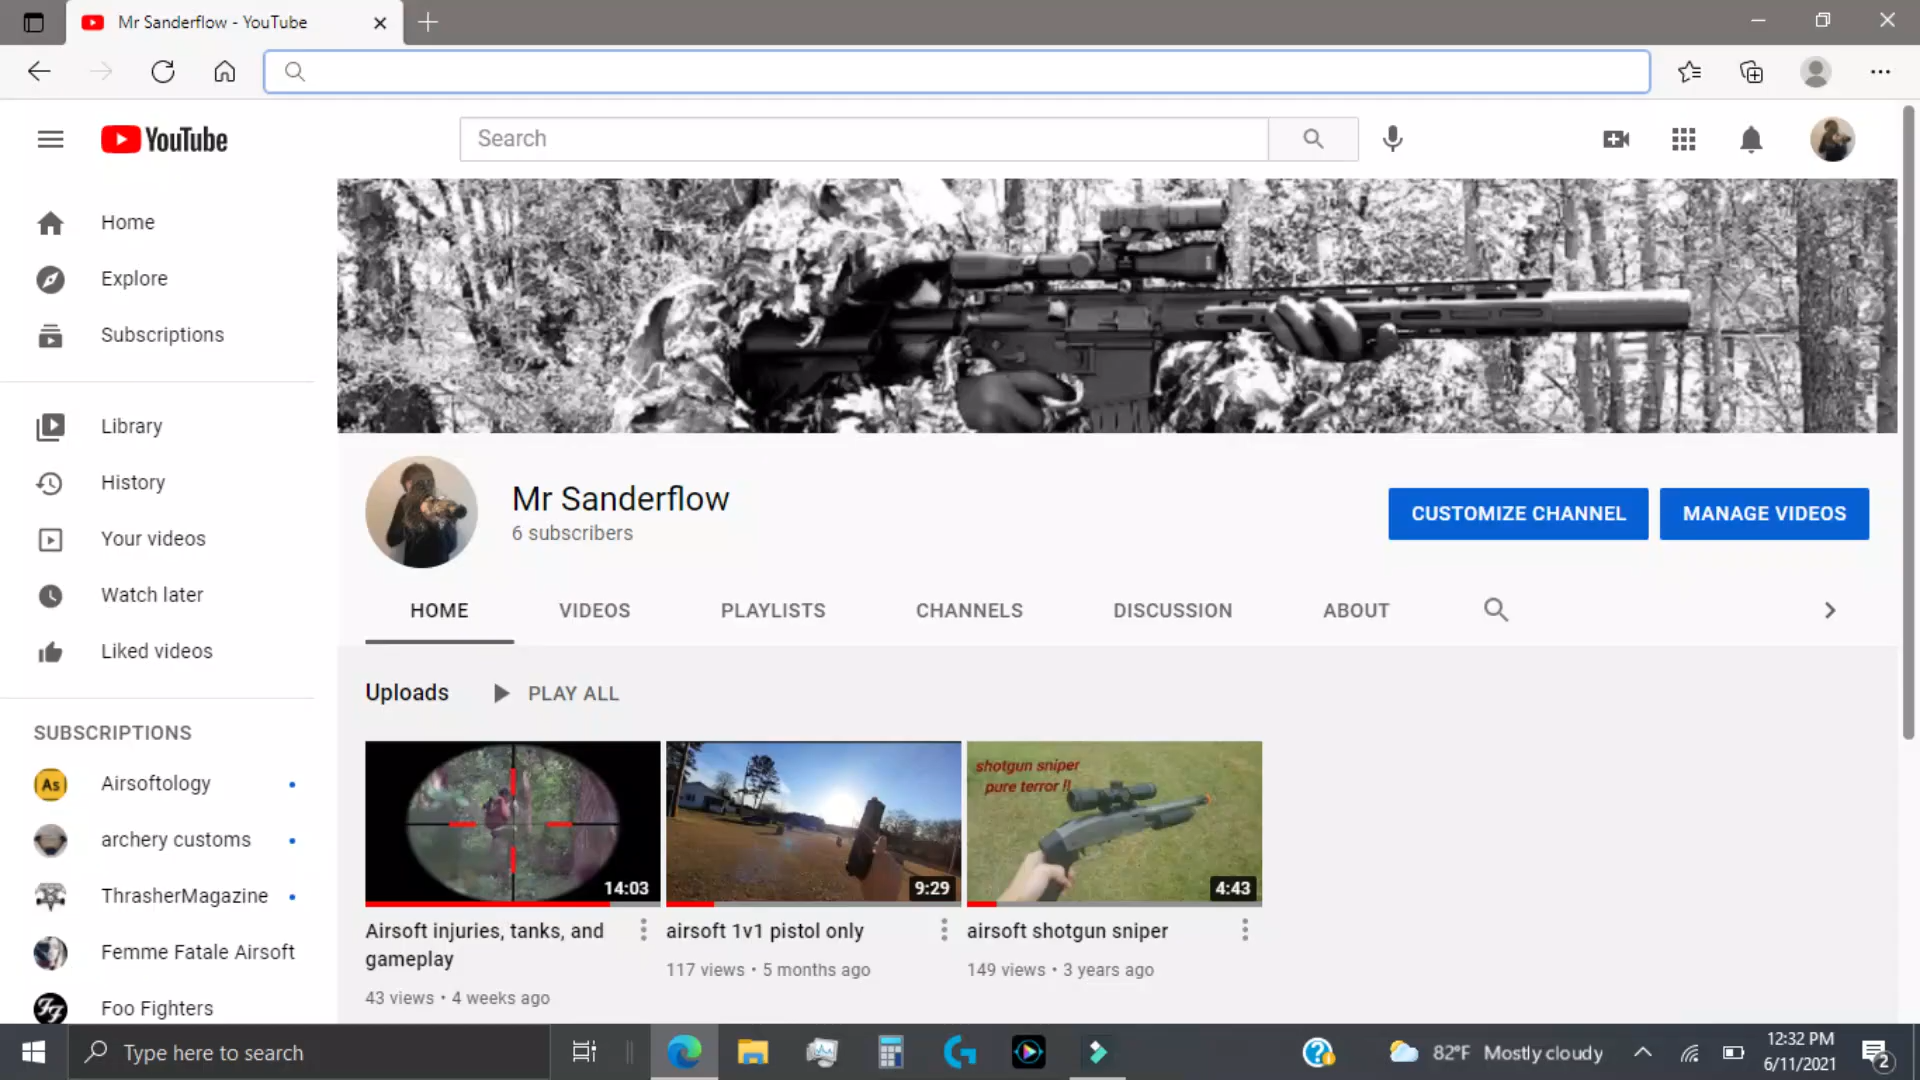 Mr Sanderflow - YouTube
YouTube
Search
Home
Explore
Subscriptions
Library
History
Your videos
Watch later
Liked videos
SUBSCRIPTIONS
Airsoftology
archery customs
ThrasherMagazine
Femme Fatale Airsoft
Foo Fighters
As
FF
Mr Sanderflow
6 subscribers
CUSTOMIZE CHANNEL
MANAGE VIDEOS
HOME
VIDEOS
PLAYLISTS
CHANNELS
DISCUSSION
ABOUT
Uploads
PLAY ALL
14:03
Airsoft injuries, tanks, and
gameplay
43 views • 4 weeks ago
9:29
airsoft 1v1 pistol only
117 views • 5 months ago
shotgun sniper
pure terror !!
4:43
airsoft shotgun sniper
149 views • 3 years ago
Type here to search
82°F Mostly cloudy
12:32 PM
6/11/2021
2